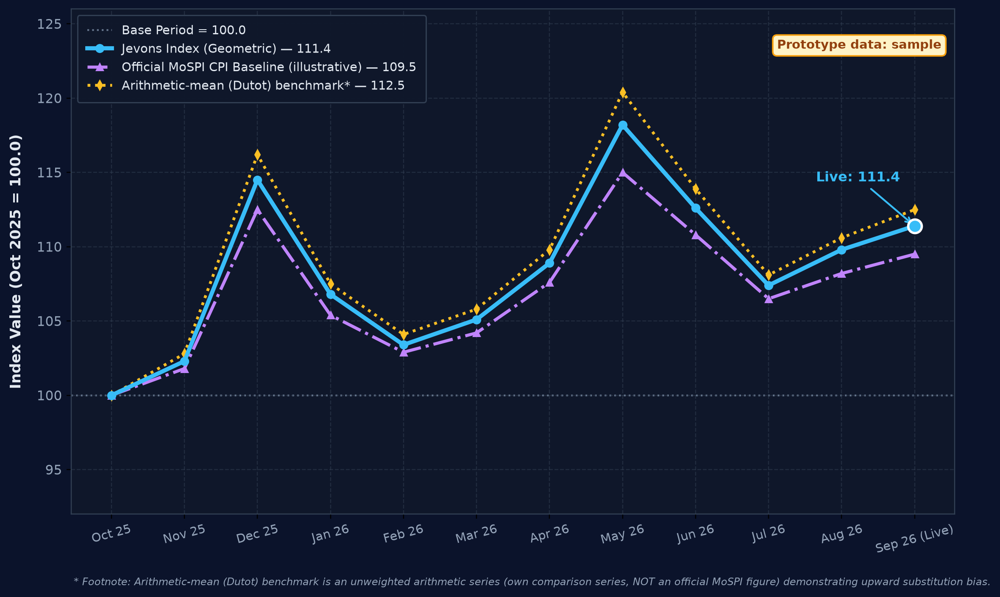 Base Period = 100.0
Jevons Index (Geometric) — 111.4
Official MoSPI CPI Baseline (illustrative) — 109.5
Arithmetic-mean (Dutot) benchmark* — 112.5
Prototype data: sample
Live: 111.4
Index Value (Oct 2025 = 100.0)
125
120
115
110
105
100
95
Oct 25
Nov 25
Dec 25
Jan 26
Feb 26
Mar 26
Apr 26
May 26
Jun 26
Jul 26
Aug 26
Sep 26 (Live)
* Footnote: Arithmetic-mean (Dutot) benchmark is an unweighted arithmetic series (own comparison series, NOT an official MoSPI figure) demonstrating upward substitution bias.